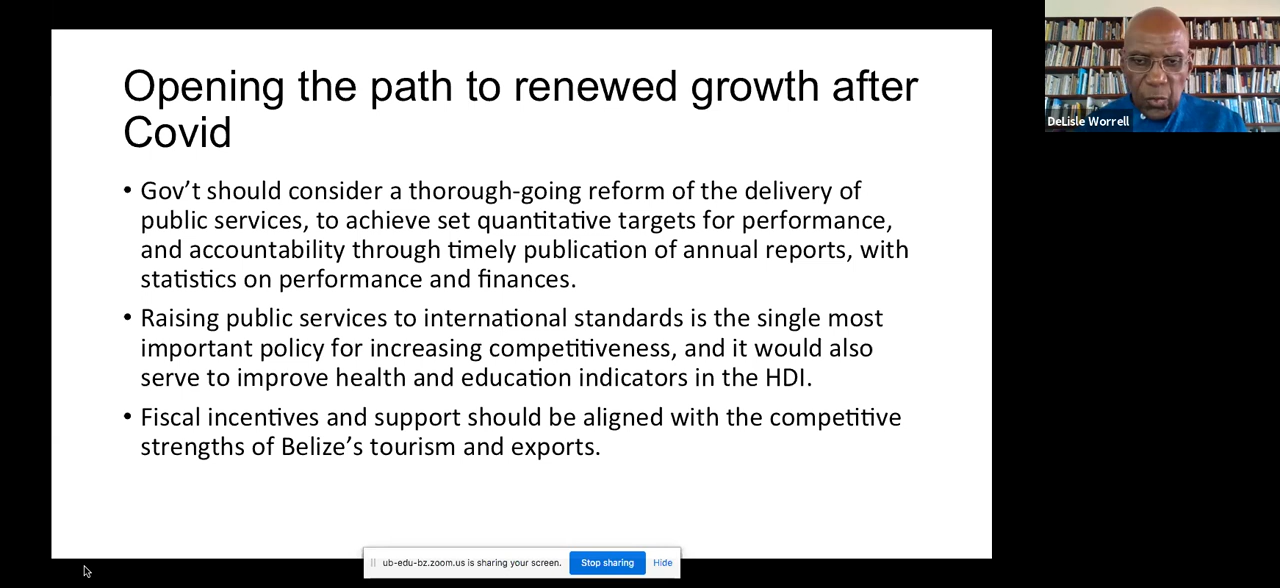 Opening the path to renewed growth after
Covid
• Gov’t should consider a thorough-going reform of the delivery of
public services, to achieve set quantitative targets for performance,
and accountability through timely publication of annual reports, with
statistics on performance and finances.
• Raising public services to international standards is the single most
important policy for increasing competitiveness, and it would also
serve to improve health and education indicators in the HDI.
• Fiscal incentives and support should be aligned with the competitive
strengths of Belize’s tourism and exports.
DeLisle Worrell
ub-edu-bz.zoom.us is sharing your screen. Stop sharing Hide